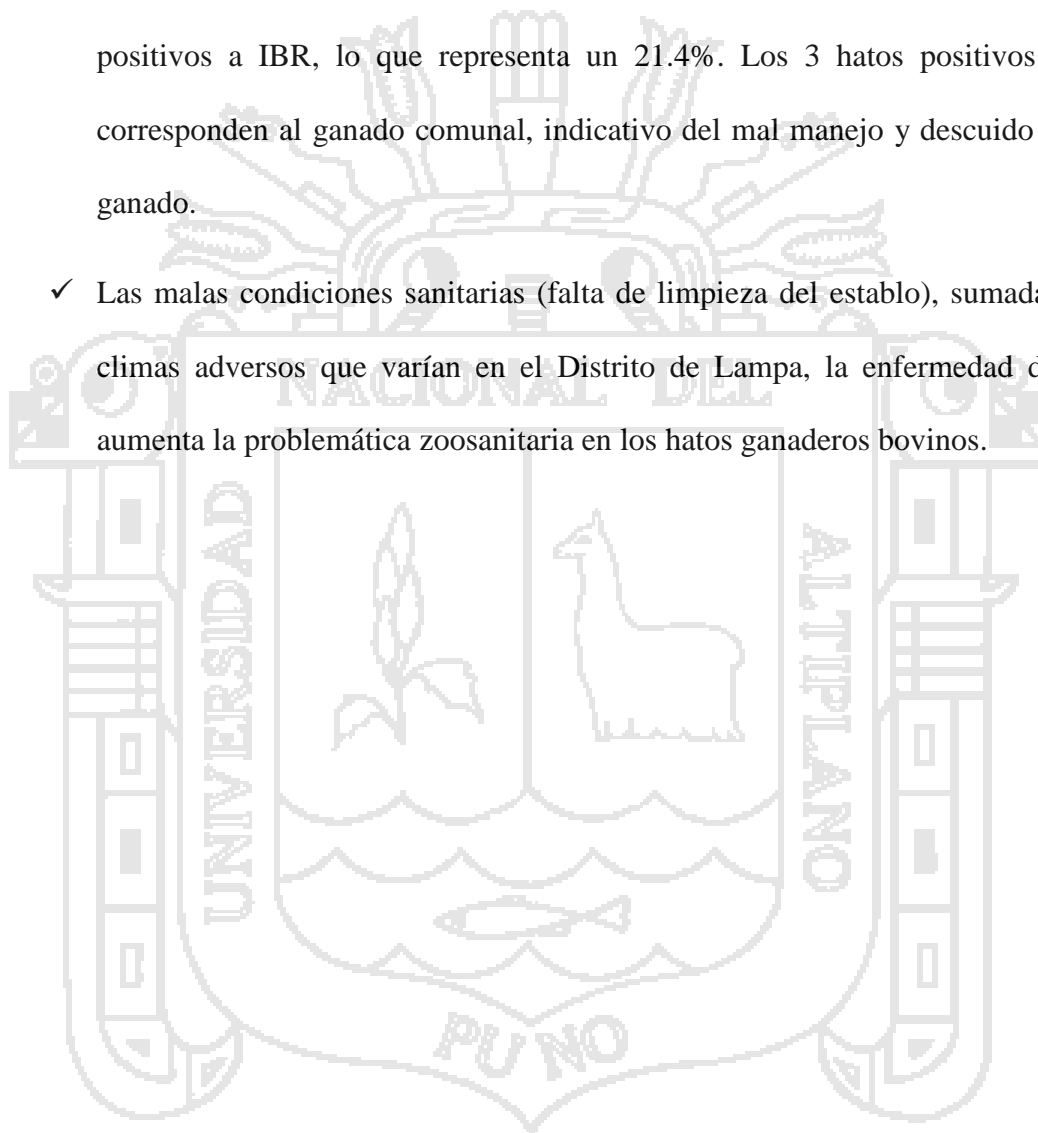 positivos a IBR, lo que representa un 21.4%. Los 3 hatos positivos
corresponden al ganado comunal, indicativo del mal manejo y descuido
ganado.
✓ Las malas condiciones sanitarias (falta de limpieza del establo), sumada
climas adversos que varían en el Distrito de Lampa, la enfermedad d
aumenta la problemática zoosanitaria en los hatos ganaderos bovinos.
NACIONAL DEL
UNIVERSIDAD
ALTIPLANO
PUNO